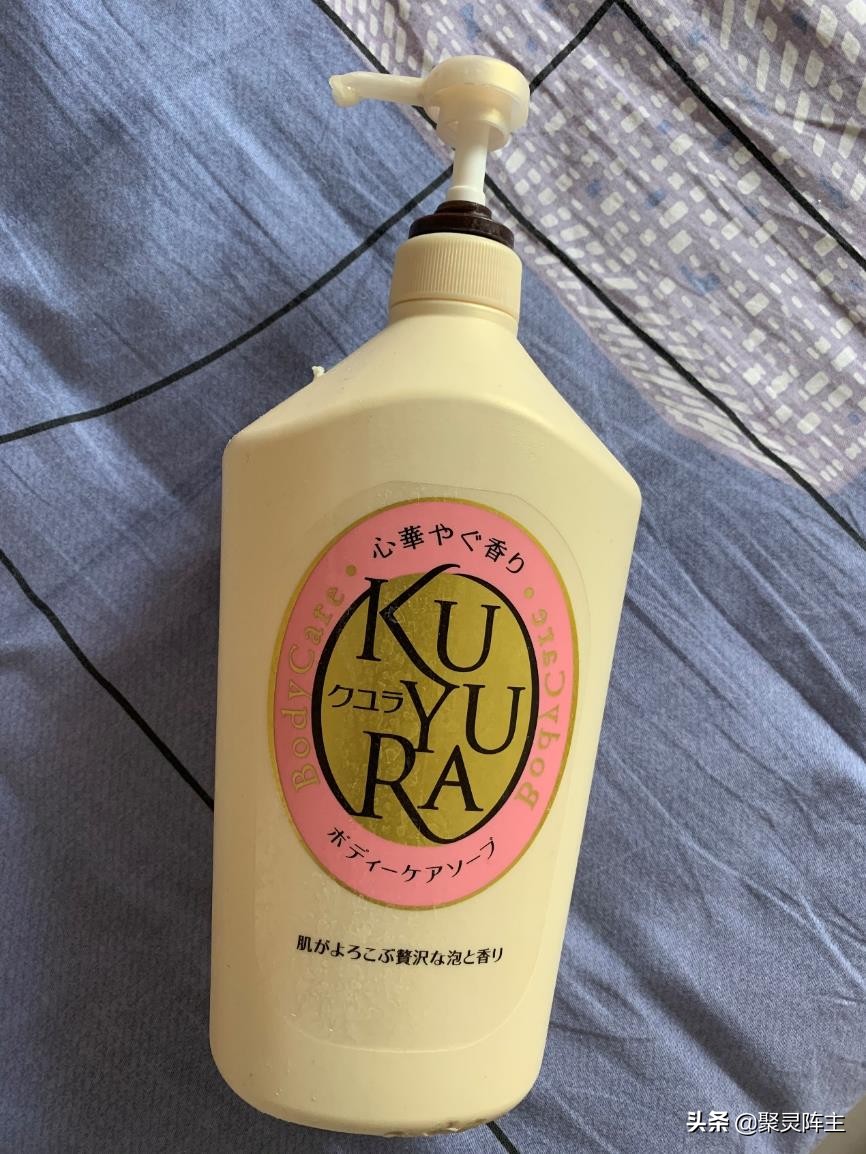 心華やぐ香り
BodyCare
BodyCare
KU
クユラ
YU
RA
ボディーケアソープ
肌がよろこぶ贅沢な泡と香り
头条 @聚灵阵主